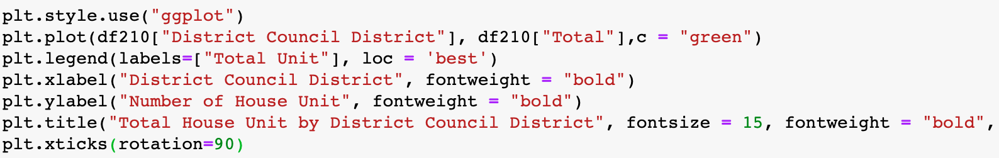 plt.style.use("ggplot")
plt.plot(df210["District Council District"], df210["Total"],c = "green")
plt.legend(labels=["Total Unit"], loc = 'best')
plt.xlabel("District Council District", fontweight = "bold")
plt.ylabel("Number of House Unit", fontweight = "bold")
plt.title("Total House Unit by District Council District", fontsize = 15, fontweight = "bold",
plt.xticks(rotation=90)